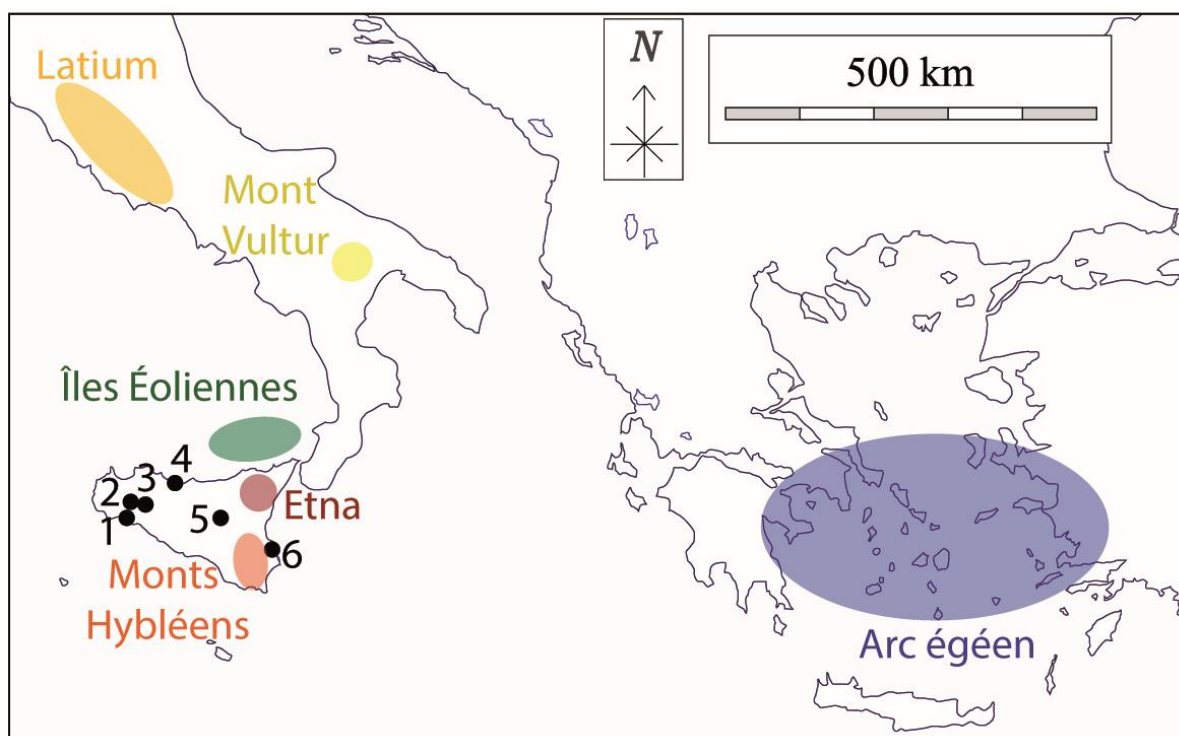 Latium
N
500 km
Mont
Vultur
Îles Éoliennes
4
3
2
1
5
Etna
6
Monts
Hybléens
Arc égéen